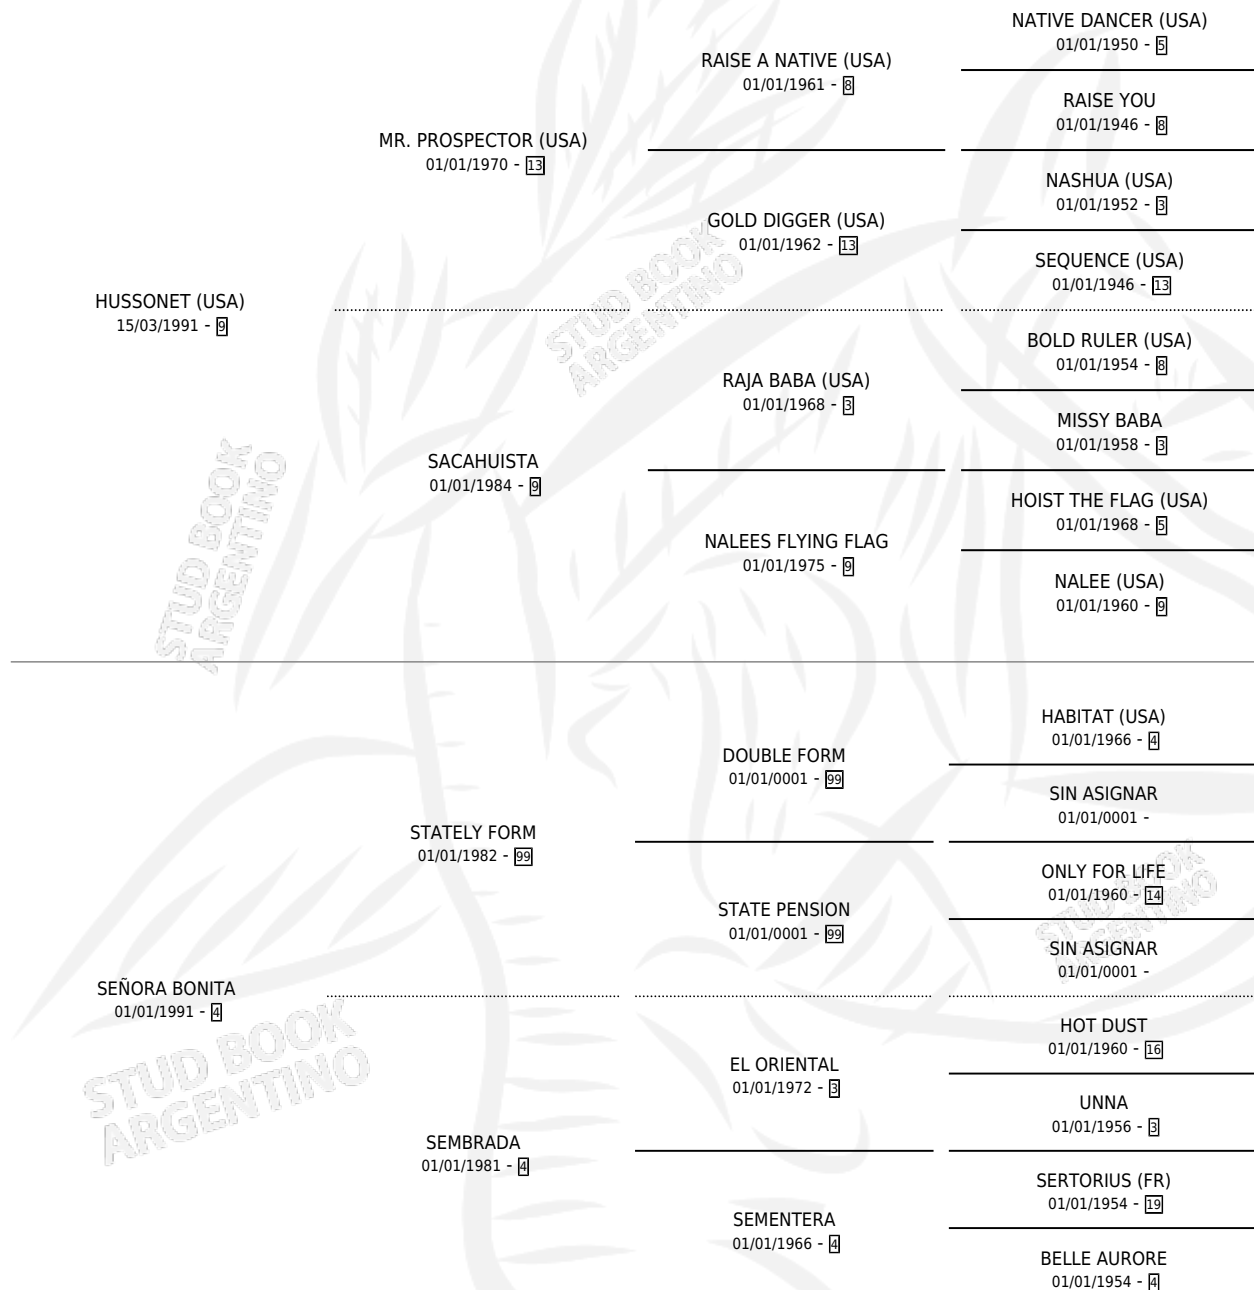 NATIVE DANCER (USA)
01/01/1950 - 5
RAISE A NATIVE (USA)
01/01/1961 - 8
RAISE YOU
01/01/1946 - 8
MR. PROSPECTOR (USA)
01/01/1970 - 13
NASHUA (USA)
01/01/1952 - 3
GOLD DIGGER (USA)
01/01/1962 - 13
SEQUENCE (USA)
01/01/1946 - 13
HUSSONET (USA)
15/03/1991 - 9
BOLD RULER (USA)
01/01/1954 - 8
RAJA BABA (USA)
01/01/1968 - 3
MISSY BABA
01/01/1958 - 3
SACAHUISTA
01/01/1984 - 9
HOIST THE FLAG (USA)
01/01/1968 - 5
NALEES FLYING FLAG
01/01/1975 - 9
NALEE (USA)
01/01/1960 - 9
HABITAT (USA)
01/01/1966 - 4
DOUBLE FORM
01/01/0001 - 99
SIN ASIGNAR
01/01/0001 -
STATELY FORM
01/01/1982 - 99
ONLY FOR LIFE
01/01/1960 - 14
STATE PENSION
01/01/0001 - 99
SIN ASIGNAR
01/01/0001 -
SEÑORA BONITA
01/01/1991 - 4
HOT DUST
01/01/1960 - 16
EL ORIENTAL
01/01/1972 - 3
UNNA
01/01/1956 - 3
SEMBRADA
01/01/1981 - 4
SERTORIUS (FR)
01/01/1954 - 19
SEMENTERA
01/01/1966 - 4
BELLE AURORE
01/01/1954 - 4
STUD BOOK
ARGENTINO
STUD BOOK
ARGENTINO
STUD BOOK
ARGENTINO
STUD BOOK
ARGENTINO